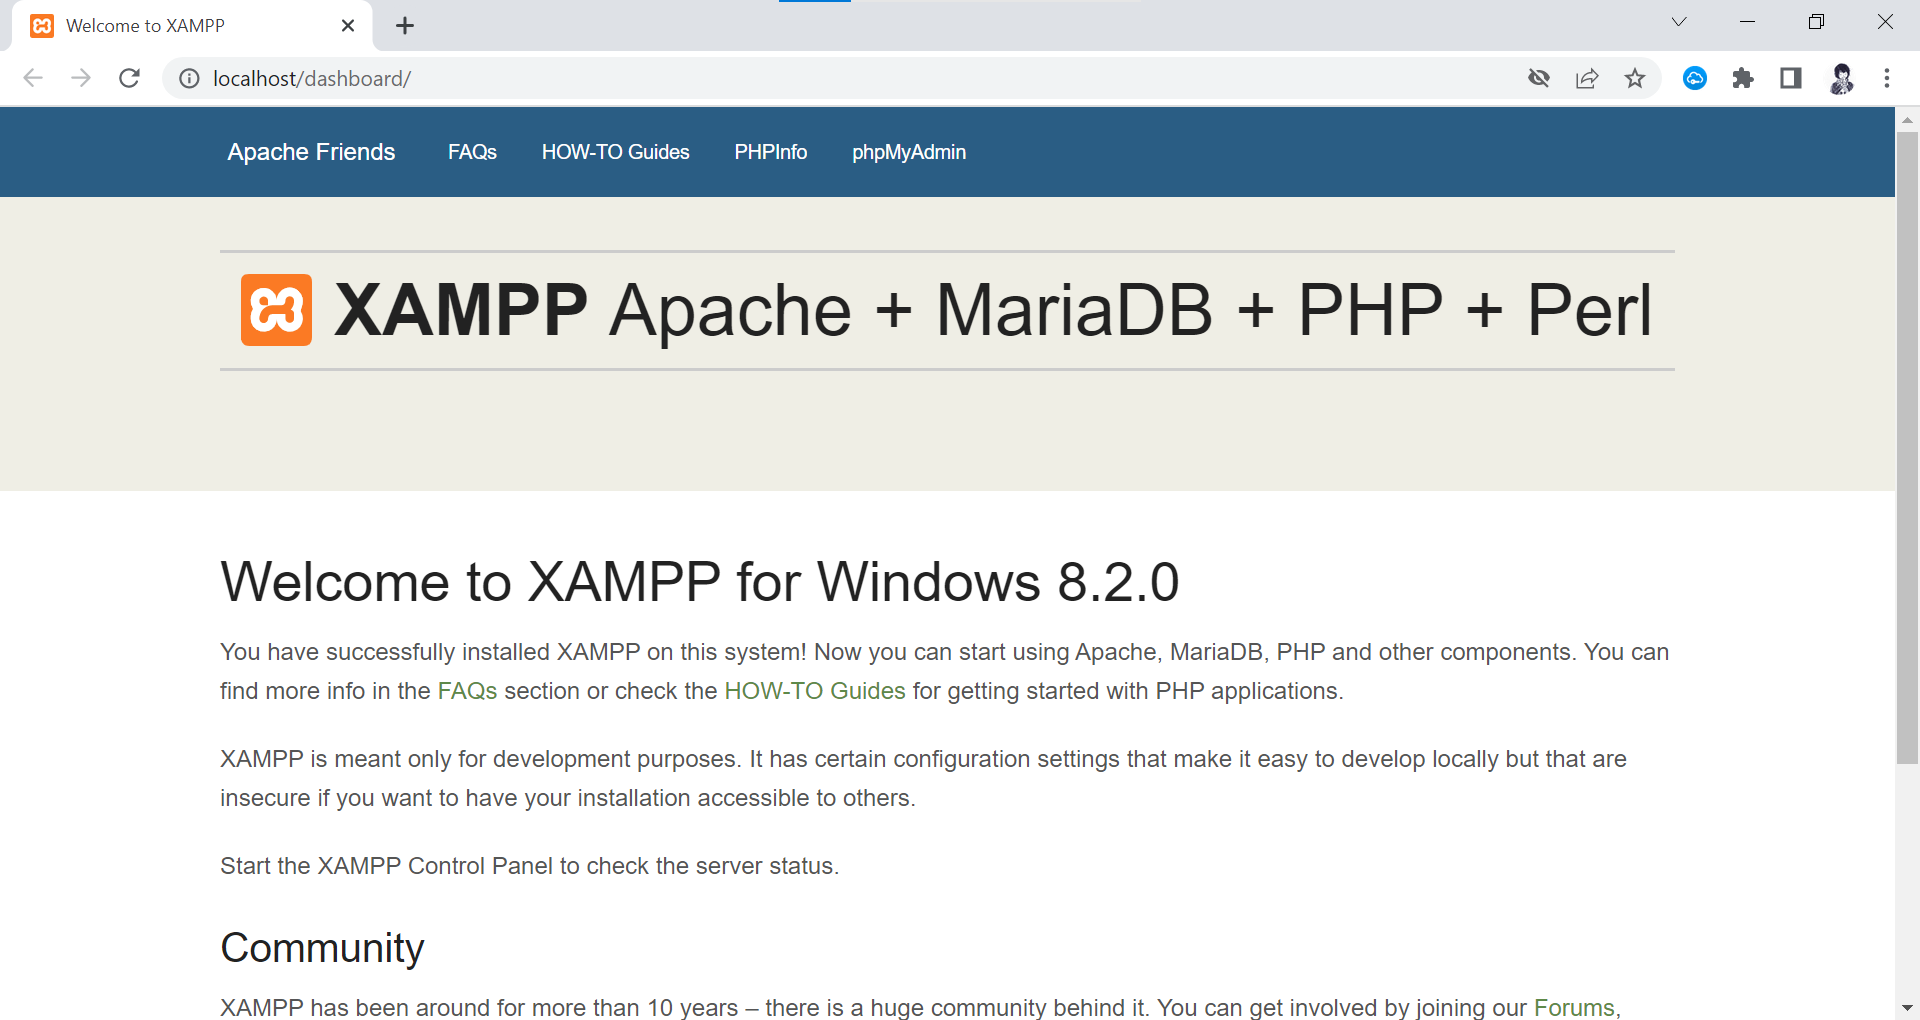 Welcome to XAMPP
localhost/dashboard/
Apache Friends FAQs HOW-TO Guides PHPInfo phpMyAdmin
XAMPP Apache + MariaDB + PHP + Perl
Welcome to XAMPP for Windows 8.2.0
You have successfully installed XAMPP on this system! Now you can start using Apache, MariaDB, PHP and other components. You can
find more info in the FAQs section or check the HOW-TO Guides for getting started with PHP applications.
XAMPP is meant only for development purposes. It has certain configuration settings that make it easy to develop locally but that are
insecure if you want to have your installation accessible to others.
Start the XAMPP Control Panel to check the server status.
Community
XAMPP has been around for more than 10 years – there is a huge community behind it. You can get involved by joining our Forums,